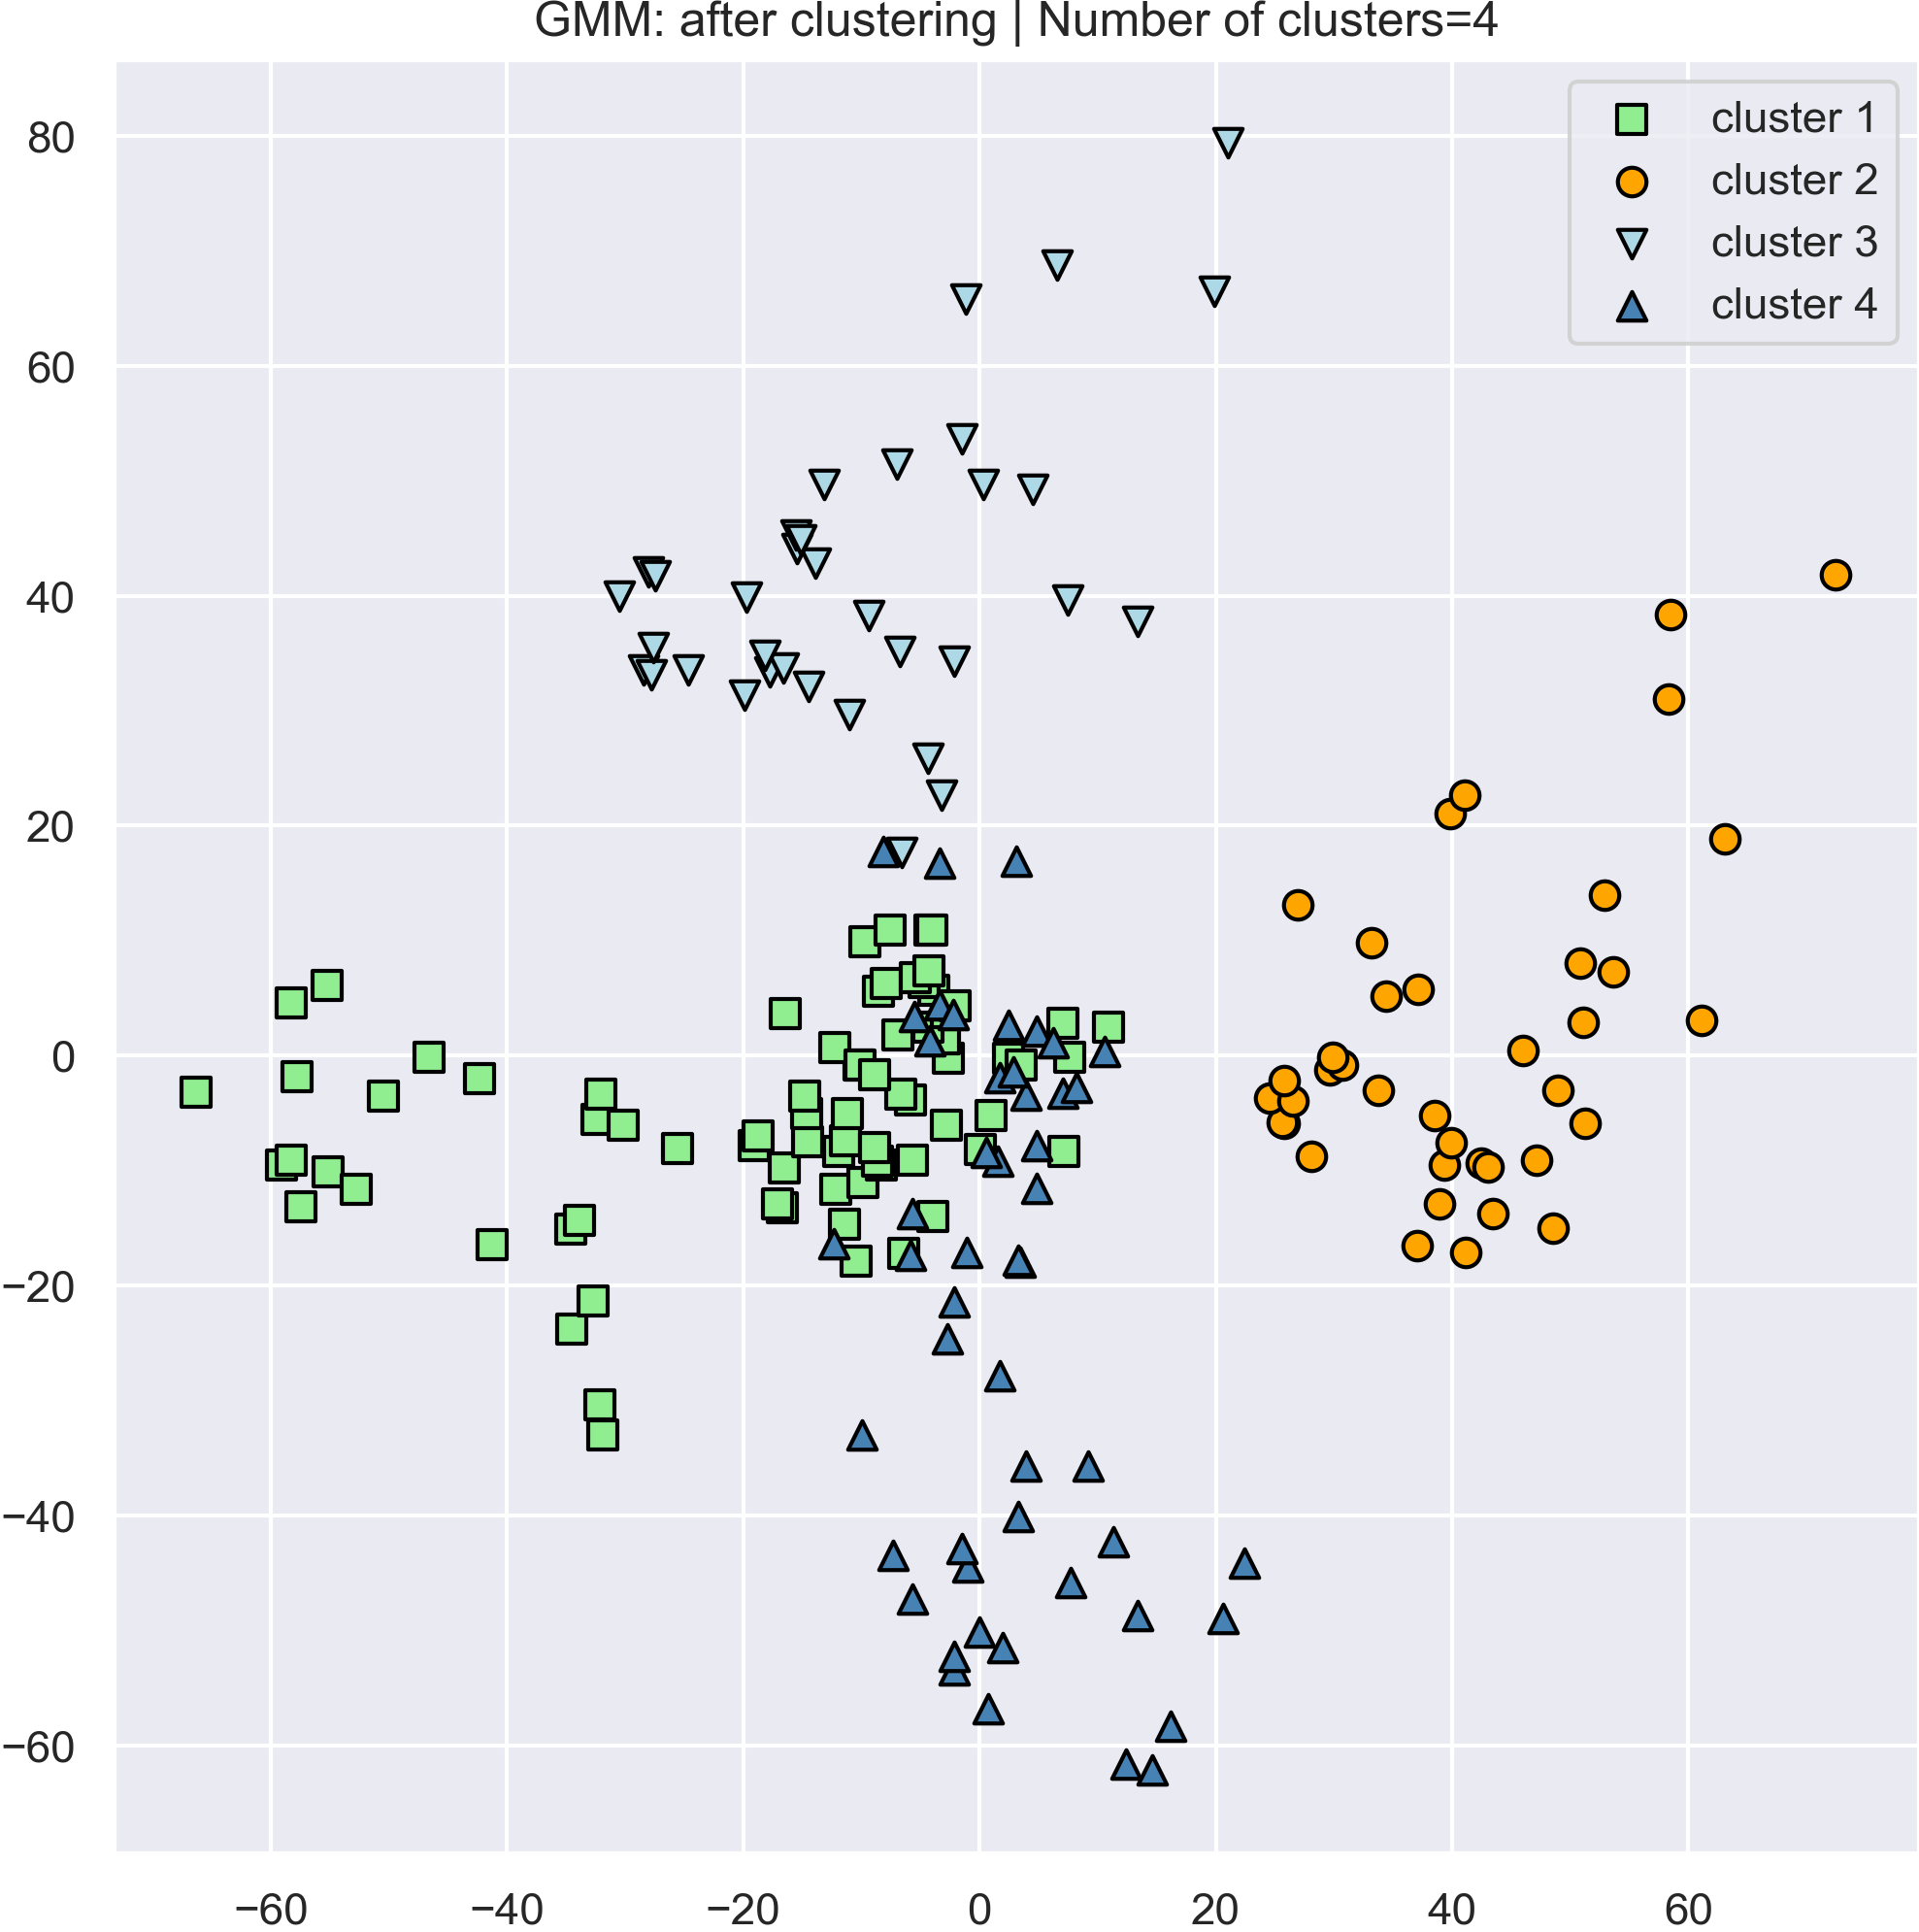 GMM: after clustering | Number of clusters=4
cluster 1
cluster 2
cluster 3
cluster 4
80
60
40
20
0
−20
−40
−60
−60 −40 −20 0 20 40 60